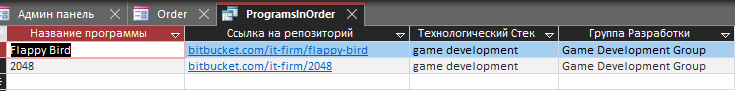 Админ панель Order ProgramsInOrder
Название программы Ссылка на репозиторий Технологический Стек Группа Разработки
Flappy Bird bitbucket.com/it-firm/flappy-bird game development Game Development Group
2048 bitbucket.com/it-firm/2048 game development Game Development Group